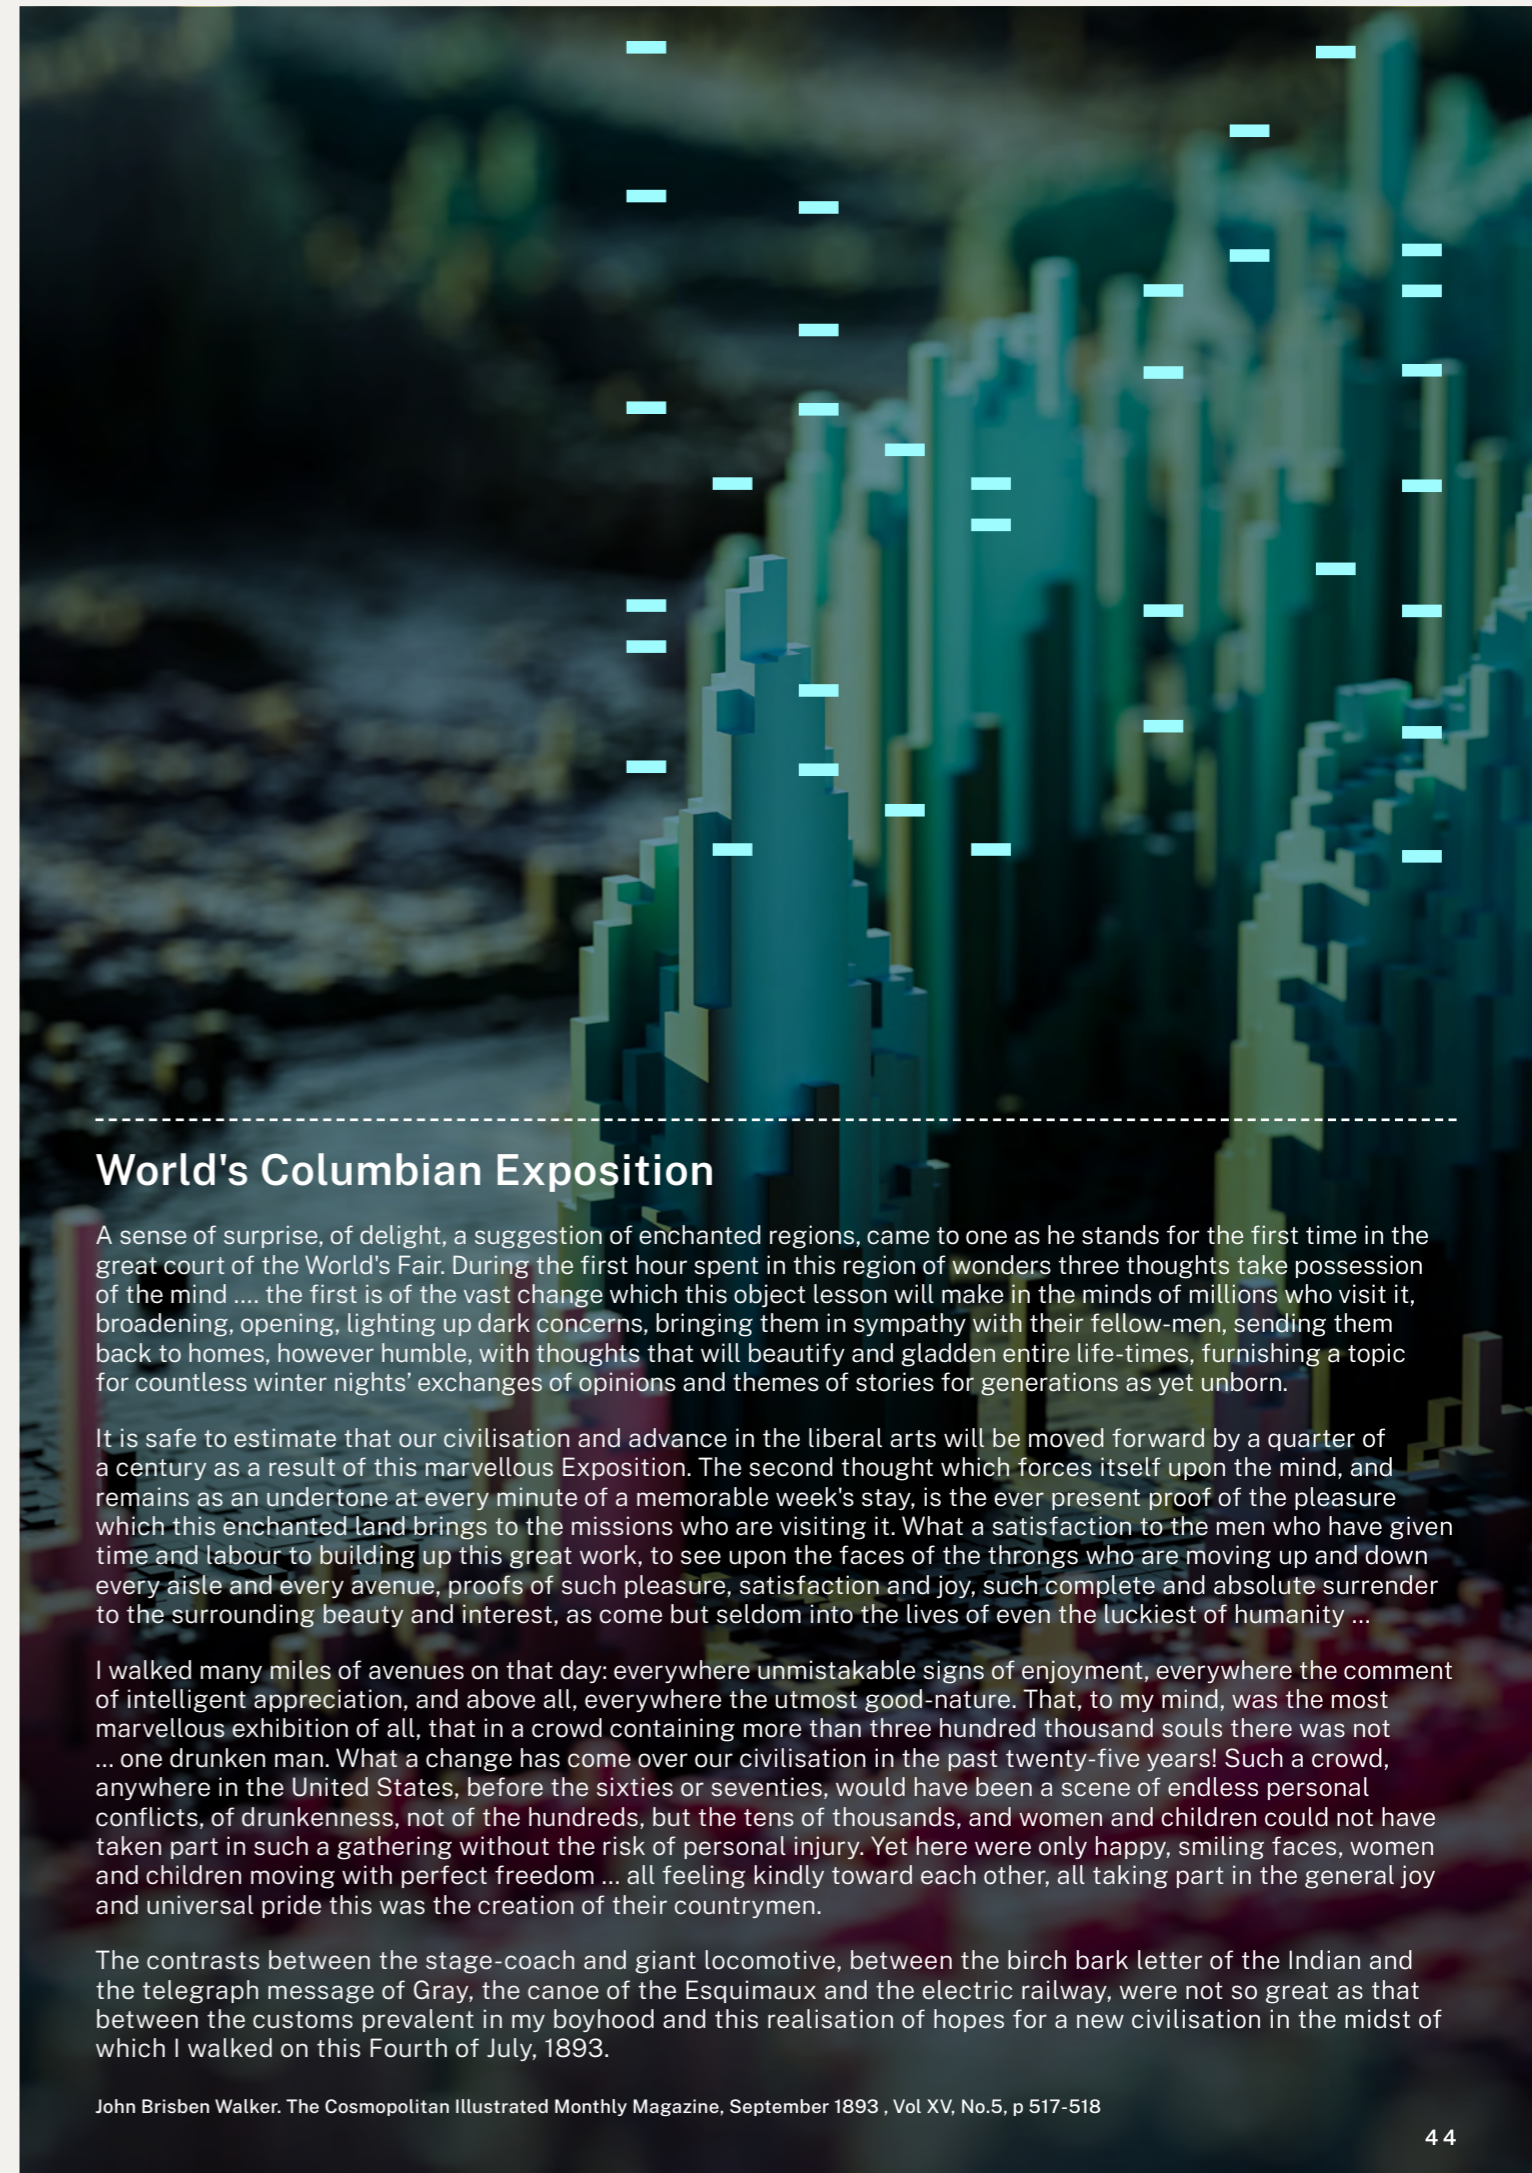 World's Columbian Exposition
A sense of surprise, of delight, a suggestion of enchanted regions, came to one as he stands for the first time in the
great court of the World's Fair. During the first hour spent in this region of wonders three thoughts take possession
of the mind .... the first is of the vast change which this object lesson will make in the minds of millions who visit it,
broadening, opening, lighting up dark concerns, bringing them in sympathy with their fellow-men, sending them
back to homes, however humble, with thoughts that will beautify and gladden entire life-times, furnishing a topic
for countless winter nights’ exchanges of opinions and themes of stories for generations as yet unborn.
It is safe to estimate that our civilisation and advance in the liberal arts will be moved forward by a quarter of
a century as a result of this marvellous Exposition. The second thought which forces itself upon the mind, and
remains as an undertone at every minute of a memorable week's stay, is the ever present proof of the pleasure
which this enchanted land brings to the missions who are visiting it. What a satisfaction to the men who have given
time and labour to building up this great work, to see upon the faces of the throngs who are moving up and down
every aisle and every avenue, proofs of such pleasure, satisfaction and joy, such complete and absolute surrender
to the surrounding beauty and interest, as come but seldom into the lives of even the luckiest of humanity ...
I walked many miles of avenues on that day: everywhere unmistakable signs of enjoyment, everywhere the comment
of intelligent appreciation, and above all, everywhere the utmost good-nature. That, to my mind, was the most
marvellous exhibition of all, that in a crowd containing more than three hundred thousand souls there was not
... one drunken man. What a change has come over our civilisation in the past twenty-five years! Such a crowd,
anywhere in the United States, before the sixties or seventies, would have been a scene of endless personal
conflicts, of drunkenness, not of the hundreds, but the tens of thousands, and women and children could not have
taken part in such a gathering without the risk of personal injury. Yet here were only happy, smiling faces, women
and children moving with perfect freedom ... all feeling kindly toward each other, all taking part in the general joy
and universal pride this was the creation of their countrymen.
The contrasts between the stage-coach and giant locomotive, between the birch bark letter of the Indian and
the telegraph message of Gray, the canoe of the Esquimaux and the electric railway, were not so great as that
between the customs prevalent in my boyhood and this realisation of hopes for a new civilisation in the midst of
which I walked on this Fourth of July, 1893.
John Brisben Walker. The Cosmopolitan Illustrated Monthly Magazine, September 1893 , Vol XV, No.5, p 517-518
44